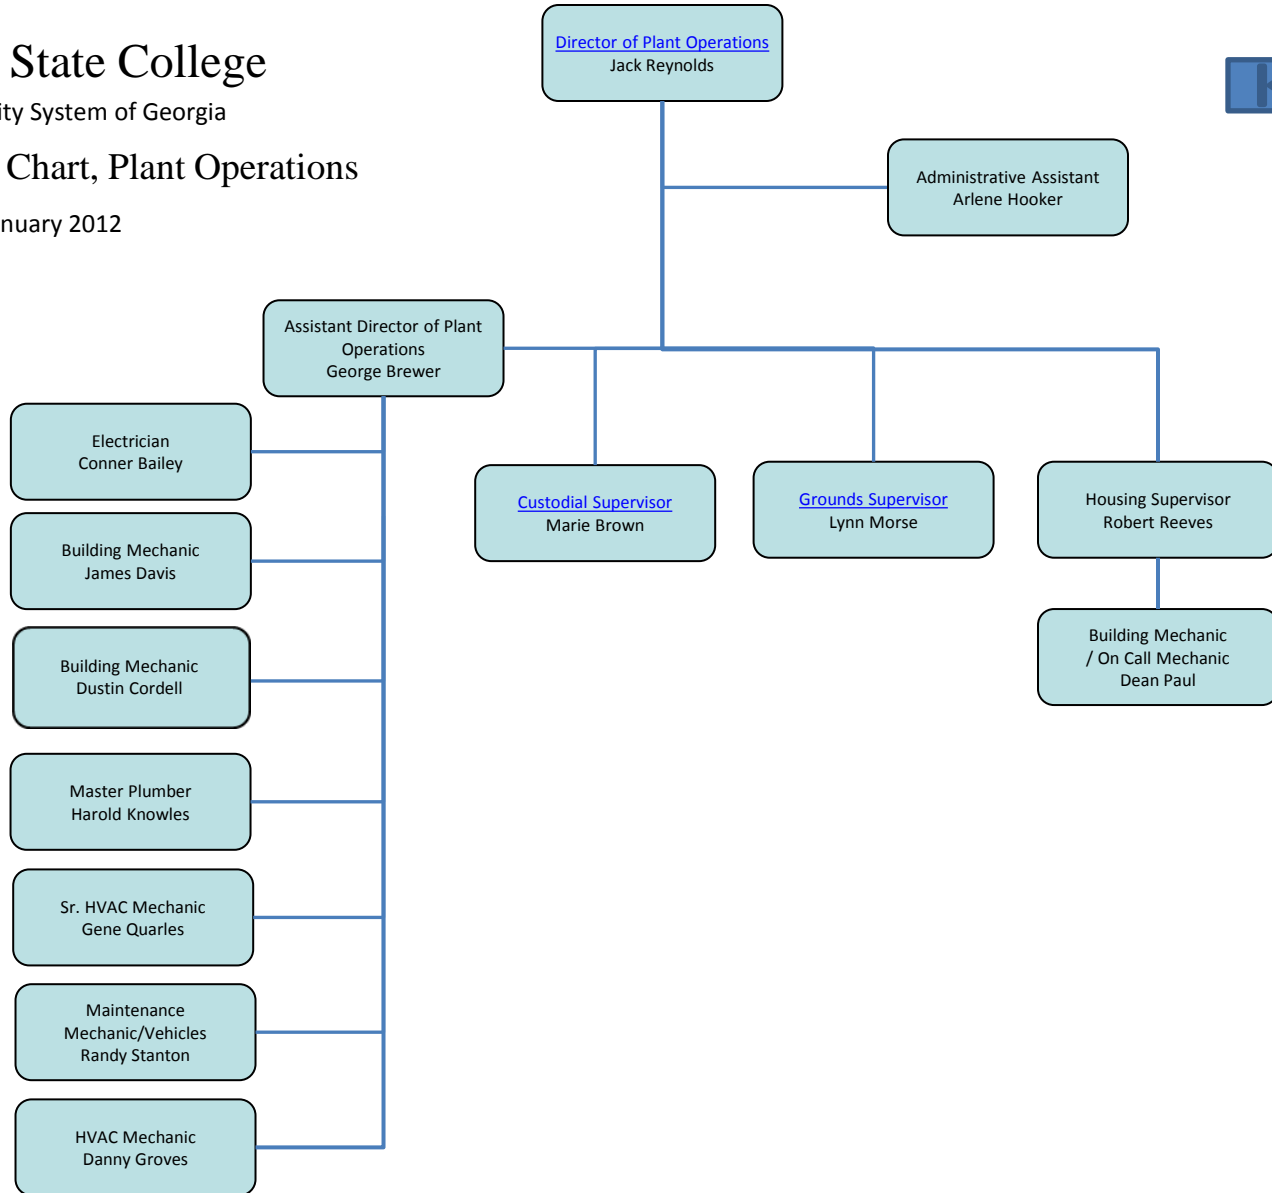 State College
ity System of Georgia
Chart, Plant Operations
nuary 2012
Director of Plant Operations
Jack Reynolds
Administrative Assistant
Arlene Hooker
Assistant Director of Plant
Operations
George Brewer
Electrician
Conner Bailey
Building Mechanic
James Davis
Building Mechanic
Dustin Cordell
Master Plumber
Harold Knowles
Sr. HVAC Mechanic
Gene Quarles
Maintenance
Mechanic/Vehicles
Randy Stanton
HVAC Mechanic
Danny Groves
Custodial Supervisor
Marie Brown
Grounds Supervisor
Lynn Morse
Housing Supervisor
Robert Reeves
Building Mechanic
/ On Call Mechanic
Dean Paul